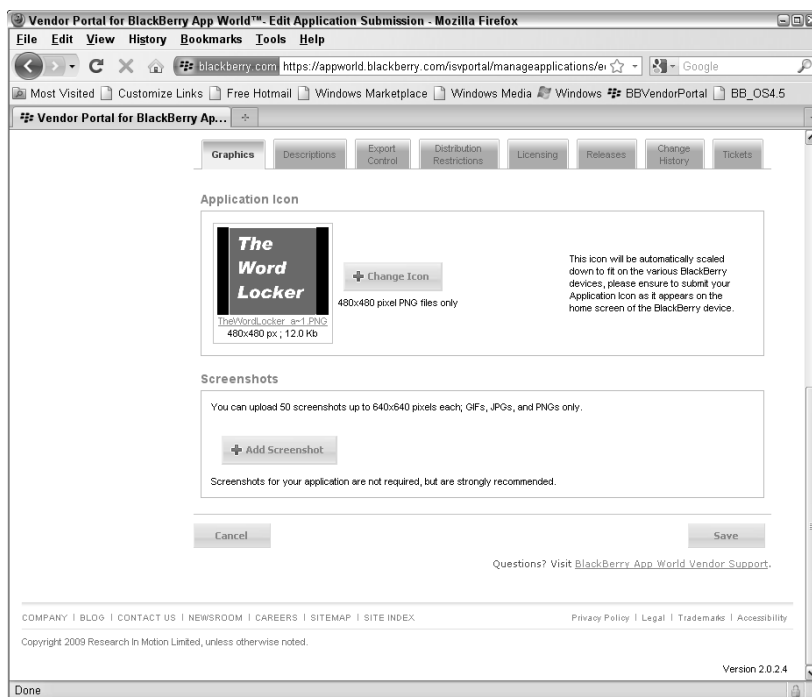 Vendor Portal for BlackBerry App World™- Edit Application Submission - Mozilla Firefox
File Edit View History Bookmarks Tools Help
blackberry.com https://appworld.blackberry.com/isvportal/manageapplications/e Google
Most Visited Customize Links Free Hotmail Windows Marketplace Windows Media Windows BBVendorPortal BB_OS4.5
Vendor Portal for BlackBerry Ap...
Graphics
Descriptions
Export Control
Distribution Restrictions
Licensing
Releases
Change History
Tickets
Application Icon
The
Word
Locker
TheWordLocker_a~1.PNG
480x480 px ; 12.0 Kb
Change Icon
480x480 pixel PNG files only
This icon will be automatically scaled
down to fit on the various BlackBerry
devices, please ensure to submit your
Application Icon as it appears on the
home screen of the BlackBerry device.
Screenshots
You can upload 50 screenshots up to 640x640 pixels each; GIFs, JPGs, and PNGs only.
Add Screenshot
Screenshots for your application are not required, but are strongly recommended.
Cancel
Save
Questions? Visit BlackBerry App World Vendor Support.
COMPANY | BLOG | CONTACT US | NEWSROOM | CAREERS | SITEMAP | SITE INDEX
Privacy Policy | Legal | Trademarks | Accessibility
Copyright 2009 Research In Motion Limited, unless otherwise noted.
Version 2.0.2.4
Done